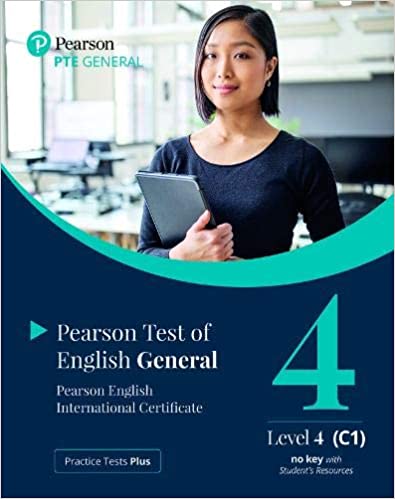 Pearson
PTE GENERAL
Pearson Test of
English General
Pearson English
International Certificate
Practice Tests Plus
4
Level 4 (C1)
no key with
Student's Resources